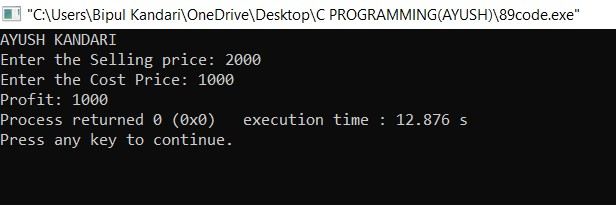 "C:\Users\Bipul Kandari\OneDrive\Desktop\C PROGRAMMING(AYUSH)\89code.exe"
AYUSH KANDARI
Enter the Selling price: 2000
Enter the Cost Price: 1000
Profit: 1000
Process returned 0 (0x0)   execution time : 12.876 s
Press any key to continue.